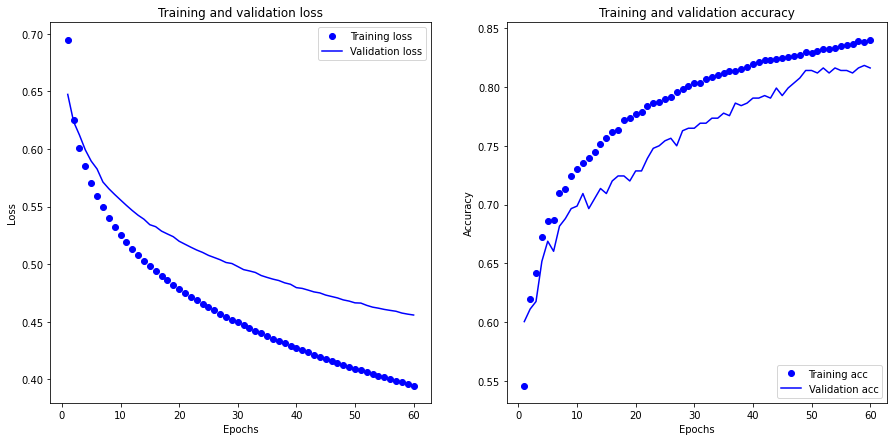 Training and validation loss
0.70
0.65
0.60
0.55
0.50
0.45
0.40
Loss
Training loss
Validation loss
0 10 20 30 40 50 60
Epochs
Training and validation accuracy
0.85
0.80
0.75
0.70
0.65
0.60
0.55
Accuracy
Training acc
Validation acc
0 10 20 30 40 50 60
Epochs